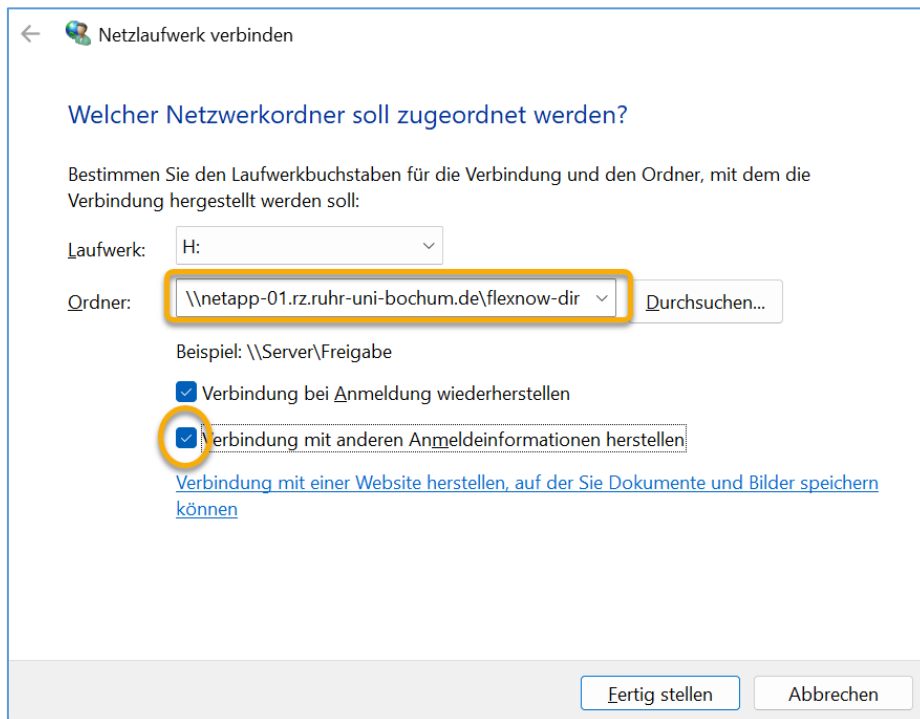 Netzlaufwerk verbinden
Welcher Netzwerkordner soll zugeordnet werden?
Bestimmen Sie den Laufwerkbuchstaben für die Verbindung und den Ordner, mit dem die
Verbindung hergestellt werden soll:
Laufwerk: H:
Ordner: \\netapp-01.rz.ruhr-uni-bochum.de\flexnow-dir Durchsuchen...
Beispiel: \\Server\Freigabe
Verbindung bei Anmeldung wiederherstellen
Verbindung mit anderen Anmeldeinformationen herstellen
Verbindung mit einer Website herstellen, auf der Sie Dokumente und Bilder speichern
können
Fertig stellen Abbrechen